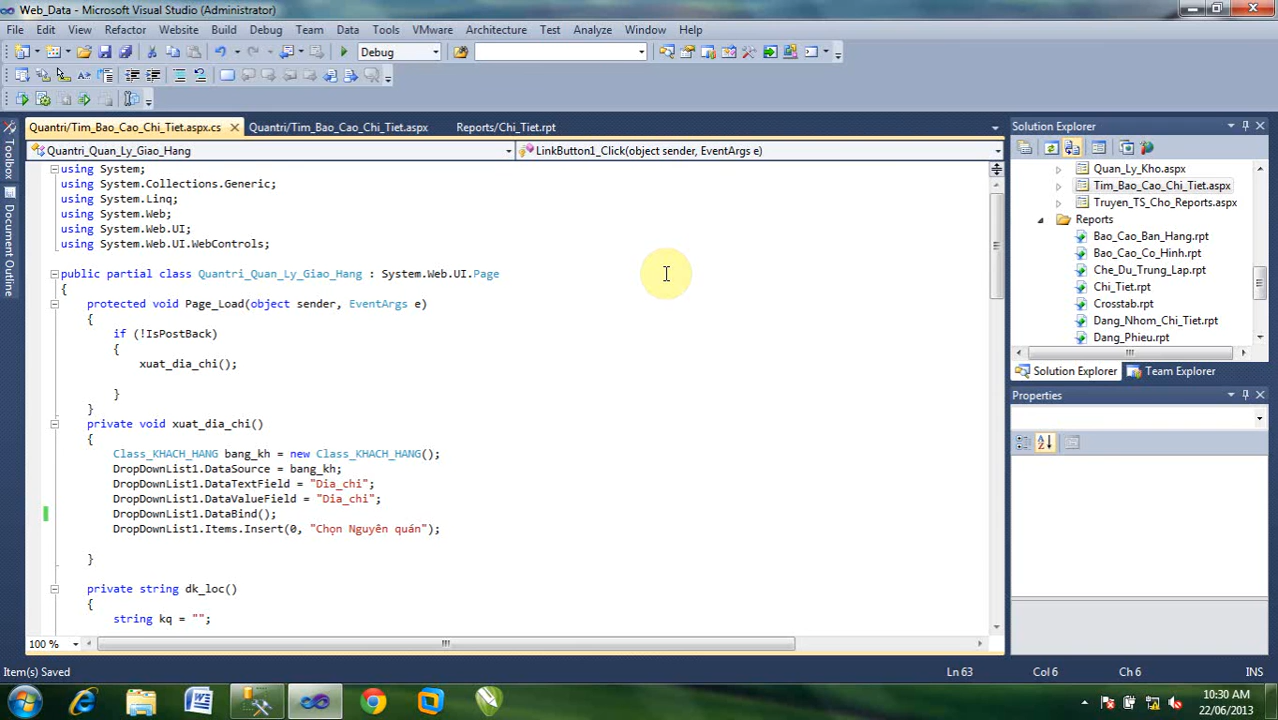 Web_Data - Microsoft Visual Studio (Administrator)
File Edit View Refactor Website Build Debug Team Data Tools VMware Architecture Test Analyze Window Help
Debug
Quantri/Tim_Bao_Cao_Chi_Tiet.aspx.cs Quantri/Tim_Bao_Cao_Chi_Tiet.aspx Reports/Chi_Tiet.rpt
Quantri_Quan_Ly_Giao_Hang LinkButton1_Click(object sender, EventArgs e)
using System;
using System.Collections.Generic;
using System.Linq;
using System.Web;
using System.Web.UI;
using System.Web.UI.WebControls;
public partial class Quantri_Quan_Ly_Giao_Hang : System.Web.UI.Page
{
protected void Page_Load(object sender, EventArgs e)
{
if (!IsPostBack)
{
xuat_dia_chi();
}
}
private void xuat_dia_chi()
{
Class_KHACH_HANG bang_kh = new Class_KHACH_HANG();
DropDownList1.DataSource = bang_kh;
DropDownList1.DataTextField = "Dia_chi";
DropDownList1.DataValueField = "Dia_chi";
DropDownList1.DataBind();
DropDownList1.Items.Insert(0, "Chọn Nguyên quán");
}
private string dk_loc()
{
string kq = "";
100 %
Toolbox
Document Outline
Solution Explorer
Quan_Ly_Kho.aspx
Tim_Bao_Cao_Chi_Tiet.aspx
Truyen_TS_Cho_Reports.aspx
Reports
Bao_Cao_Ban_Hang.rpt
Bao_Cao_Co_Hinh.rpt
Che_Du_Trung_Lap.rpt
Chi_Tiet.rpt
Crosstab.rpt
Dang_Nhom_Chi_Tiet.rpt
Dang_Phieu.rpt
Solution Explorer Team Explorer
Properties
Item(s) Saved Ln 63 Col 6 Ch 6 INS
10:30 AM
22/06/2013